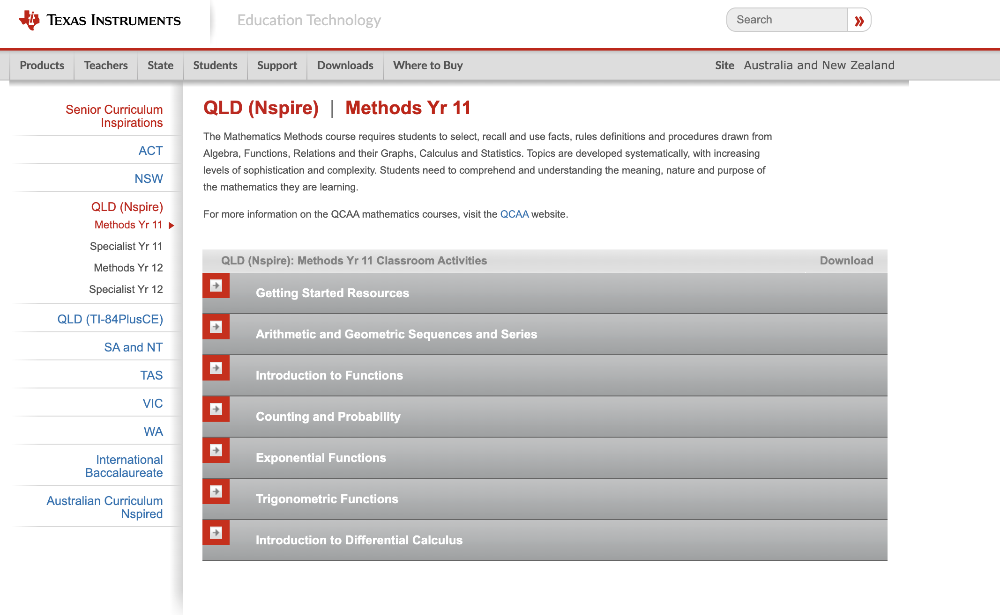 TEXAS INSTRUMENTS
Education Technology
Search
Products
Teachers
State
Students
Support
Downloads
Where to Buy
Site Australia and New Zealand
Senior Curriculum
Inspirations
ACT
NSW
QLD (Nspire)
Methods Yr 11
Specialist Yr 11
Methods Yr 12
Specialist Yr 12
QLD (TI-84PlusCE)
SA and NT
TAS
VIC
WA
International
Baccalaureate
Australian Curriculum
Nspired
QLD (Nspire) | Methods Yr 11
The Mathematics Methods course requires students to select, recall and use facts, rules definitions and procedures drawn from
Algebra, Functions, Relations and their Graphs, Calculus and Statistics. Topics are developed systematically, with increasing
levels of sophistication and complexity. Students need to comprehend and understanding the meaning, nature and purpose of
the mathematics they are learning.
For more information on the QCAA mathematics courses, visit the QCAA website.
QLD (Nspire): Methods Yr 11 Classroom Activities
Download
Getting Started Resources
Arithmetic and Geometric Sequences and Series
Introduction to Functions
Counting and Probability
Exponential Functions
Trigonometric Functions
Introduction to Differential Calculus